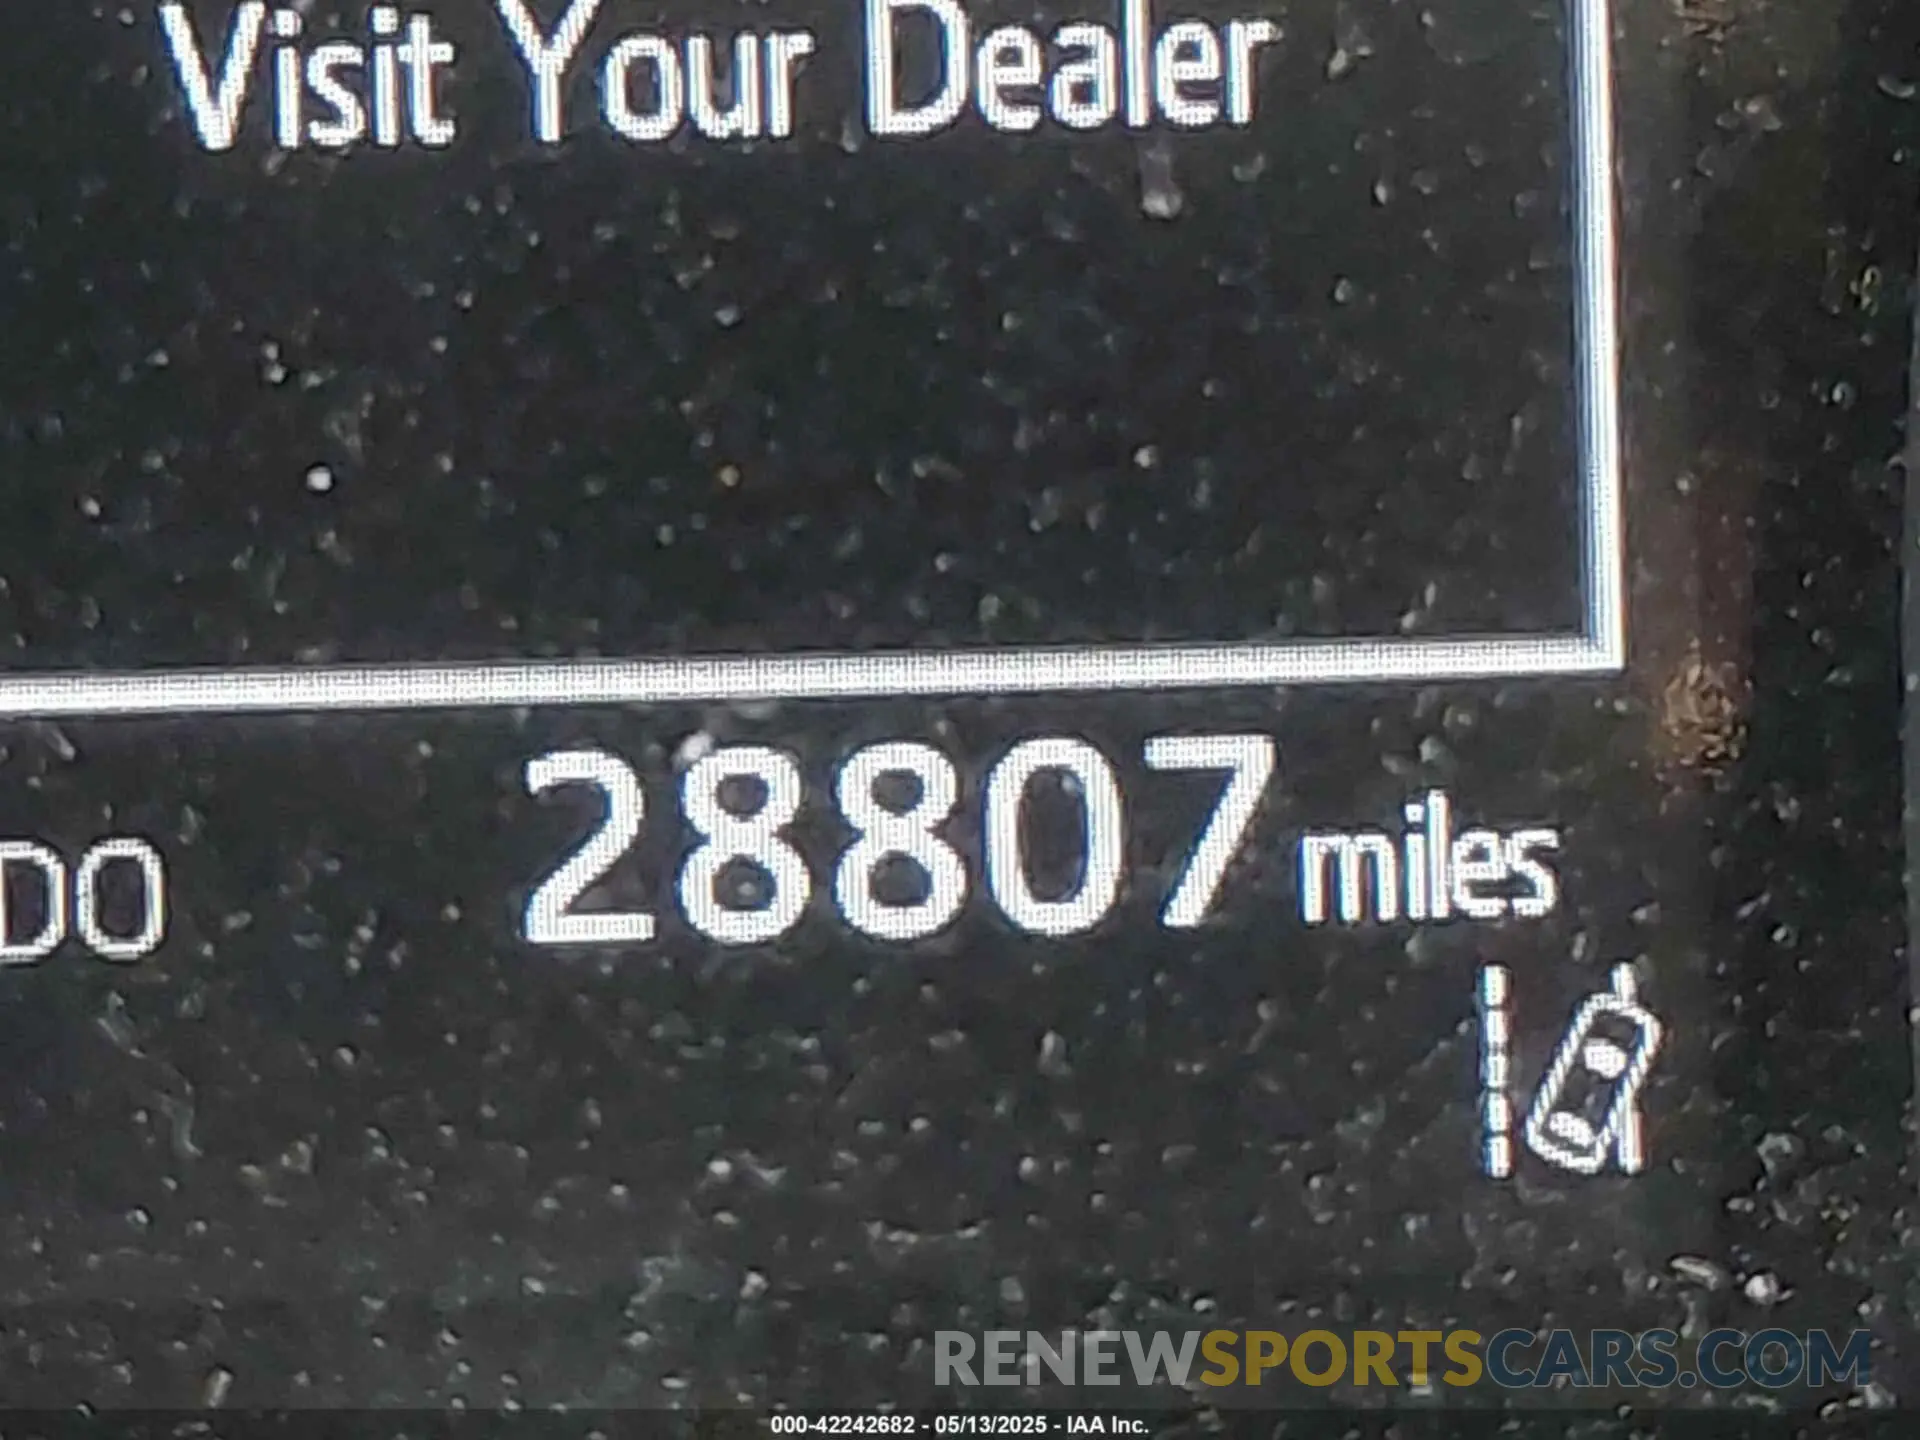 Visit Your Dealer
DO 28807 miles
RENEWSPORTSCARS.COM
000-42242682 - 05/13/2025 - IAA Inc.